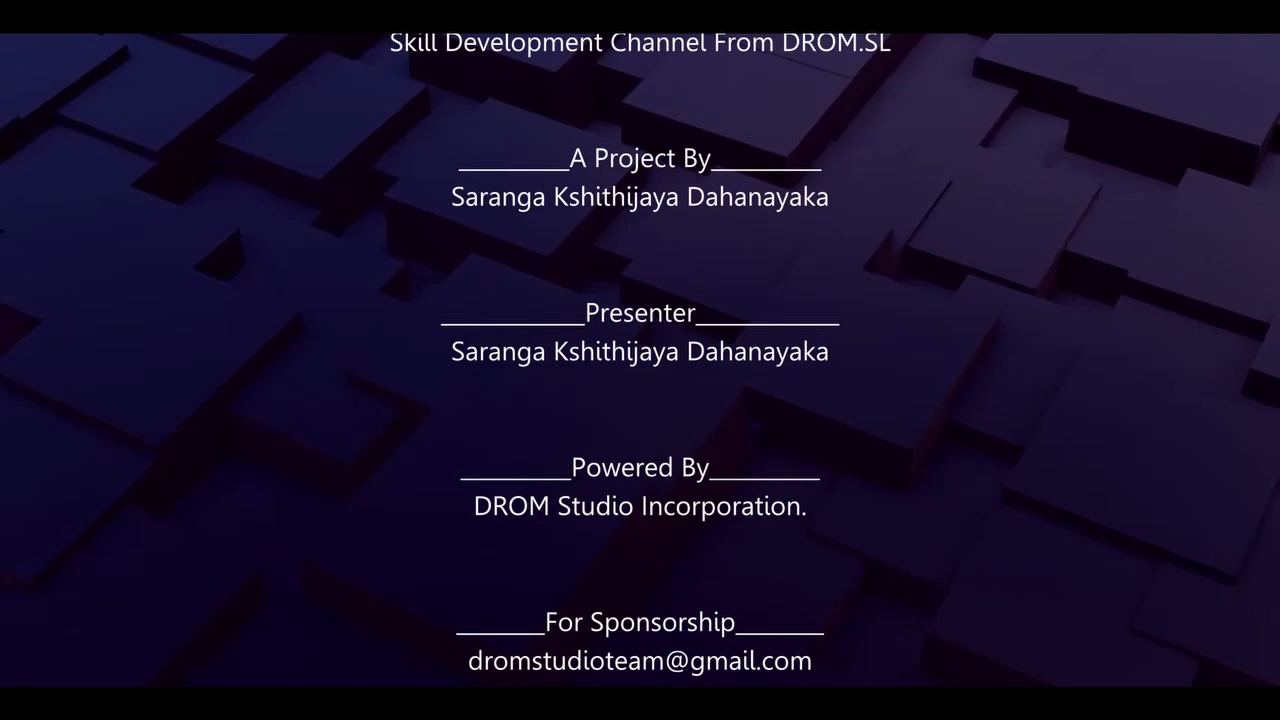 Skill Development Channel From DROM.SL
_________A Project By_________
Saranga Kshithijaya Dahanayaka
____________Presenter____________
Saranga Kshithijaya Dahanayaka
_________Powered By_________
DROM Studio Incorporation.
_______For Sponsorship_______
dromstudioteam@gmail.com